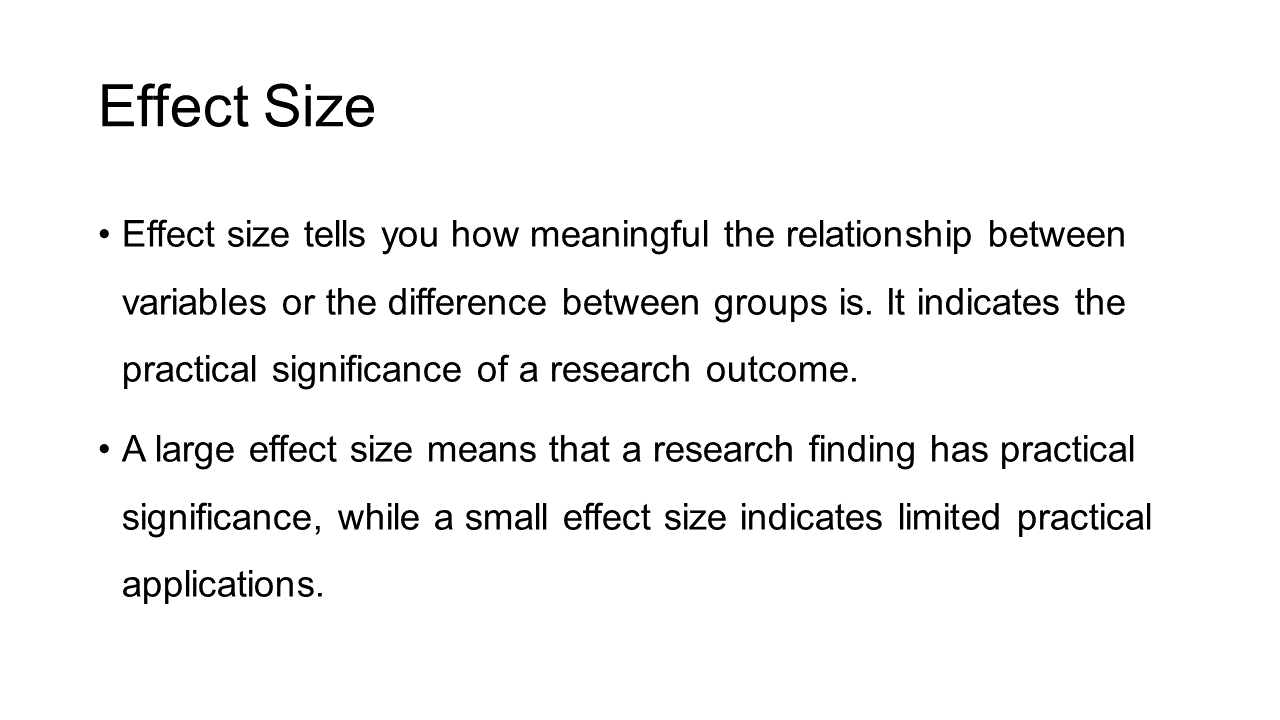 Effect Size
• Effect size tells you how meaningful the relationship between
variables or the difference between groups is. It indicates the
practical significance of a research outcome.
• A large effect size means that a research finding has practical
significance, while a small effect size indicates limited practical
applications.